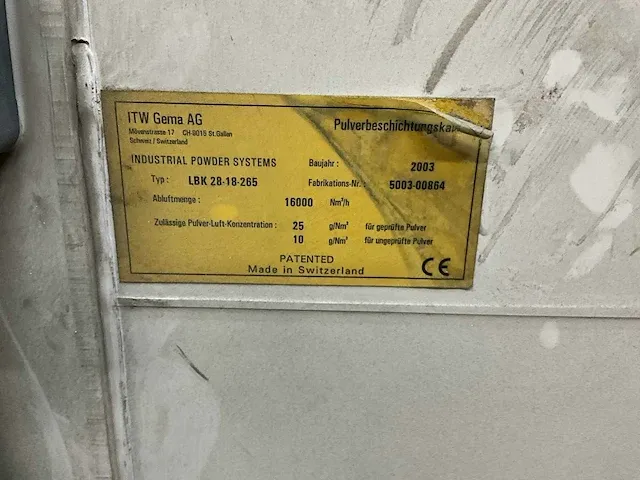 ITW Gema AG
Mövenstrasse 17 CH-9015 St.Gallen
Schweiz / Switzerland
Pulverbeschichtungska
INDUSTRIAL POWDER SYSTEMS
Baujahr : 2003
Typ : LBK 28-18-265
Fabrikations-Nr. : 5003-00864
Abluftmenge : 16000 Nm³/h
Zulässige Pulver-Luft-Konzentration : 25 g/Nm³ für geprüfte Pulver
10 g/Nm³ für ungeprüfte Pulver
PATENTED
Made in Switzerland
CE